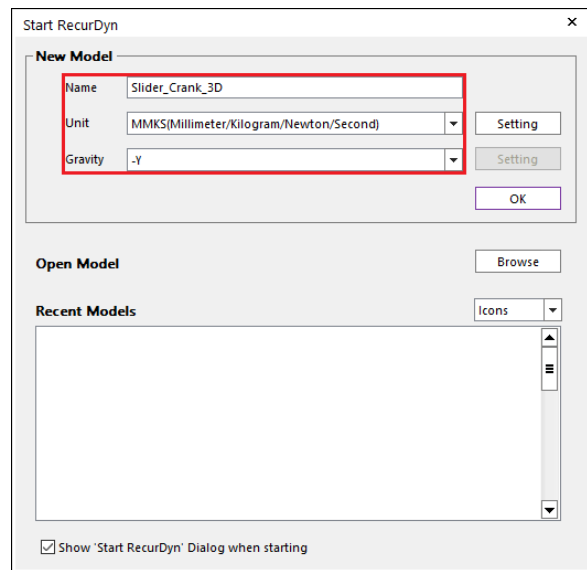 Start RecurDyn
New Model
Name Slider_Crank_3D
Unit MMKS(Millimeter/Kilogram/Newton/Second) Setting
Gravity -Y Setting
OK
Open Model Browse
Recent Models Icons
Show 'Start RecurDyn' Dialog when starting